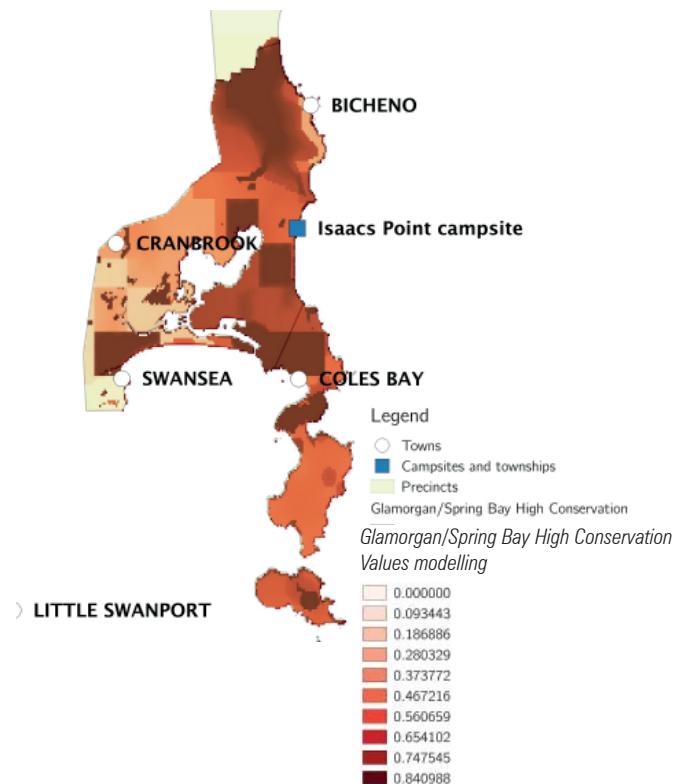 BICHENO
Isaacs Point campsite
CRANBROOK
SWANSEA
COLES BAY
Legend
Towns
Campsites and townships
Precincts
Glamorgan/Spring Bay High Conservation
Glamorgan/Spring Bay High Conservation
Values modelling
LITTLE SWANPORT
0.000000
0.093443
0.186886
0.280329
0.373772
0.467216
0.560659
0.654102
0.747545
0.840988